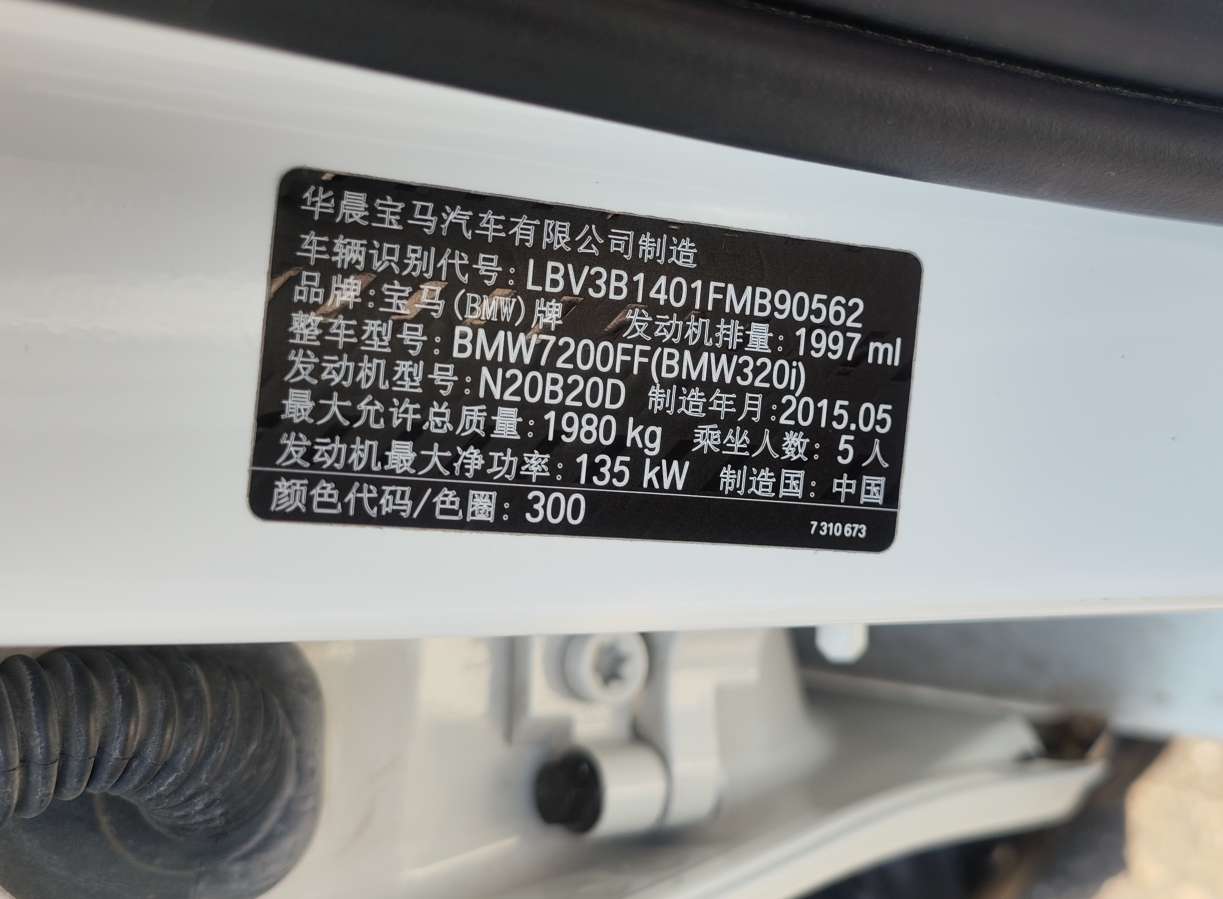 华晨宝马汽车有限公司制造
车辆识别代号: LBV3B1401FMB90562
品牌:宝马(BMW)牌 发动机排量: 1997 ml
整车型号: BMW7200FF(BMW320i)
发动机型号: N20B20D 制造年月:2015.05
最大允许总质量: 1980 kg 乘坐人数: 5 人
发动机最大净功率: 135 kW 制造国: 中国
颜色代码/色圈: 300 7 310 673